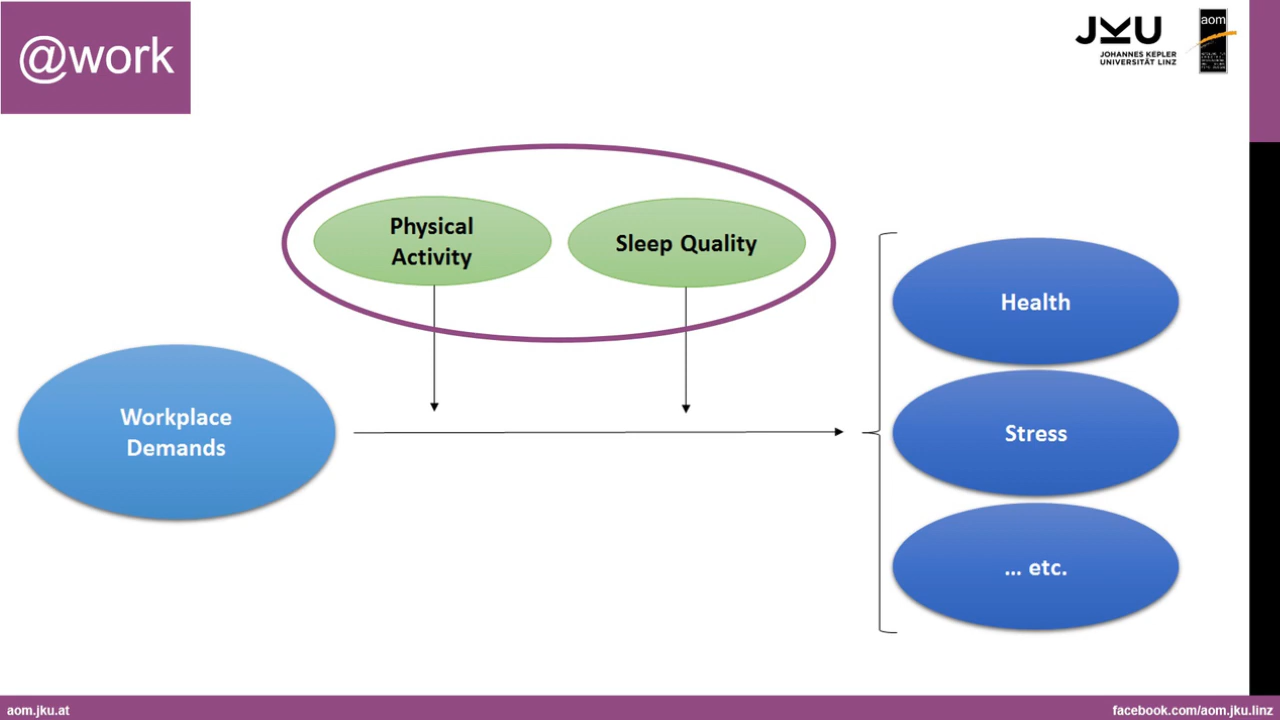 @work
JKU
JOHANNES KEPLER
UNIVERSITÄT LINZ
aom
Physical
Activity
Sleep Quality
Health
Workplace
Demands
Stress
... etc.
aom.jku.at
facebook.com/aom.jku.linz